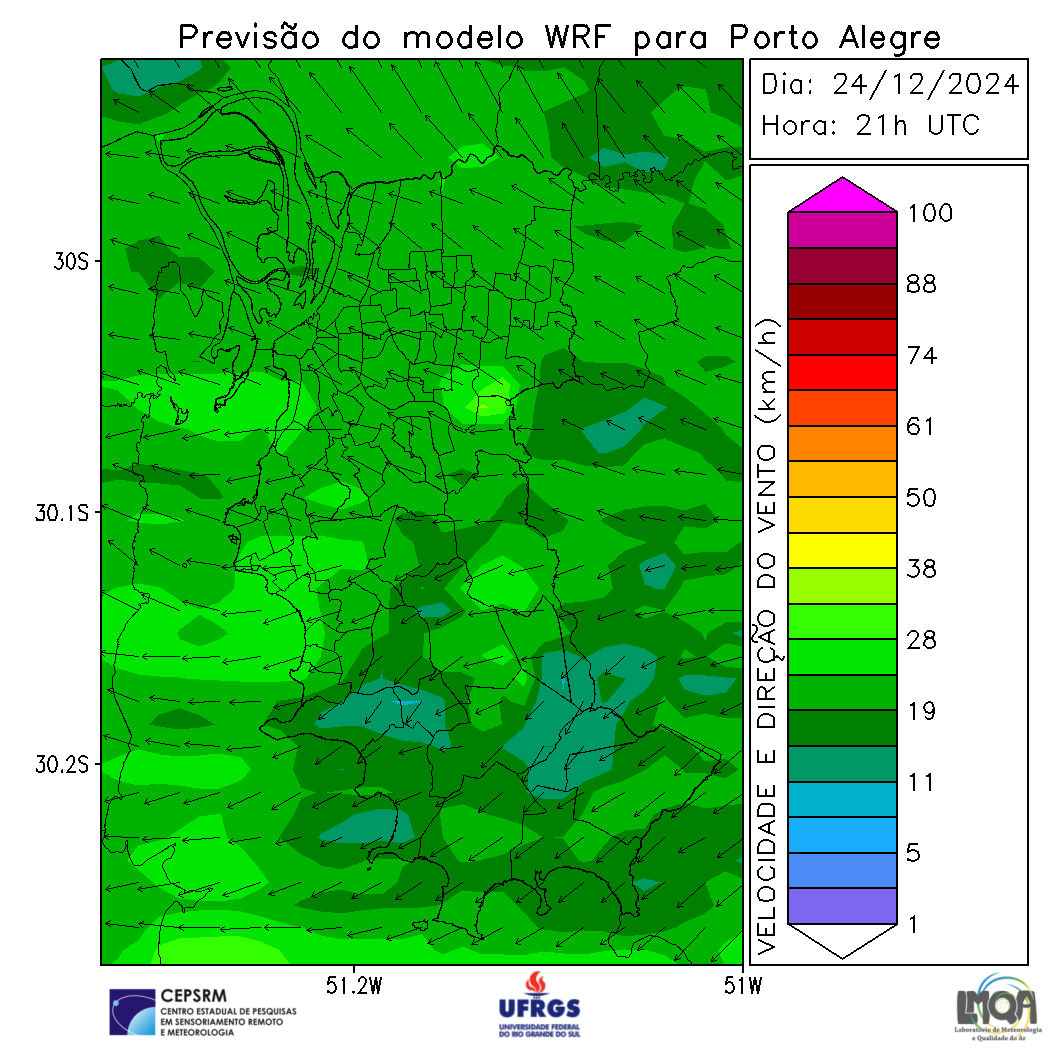 Previsão do modelo WRF para Porto Alegre
Dia: 24/12/2024
Hora: 21h UTC
30S
30.1S
30.2S
51.2W
51W
VELOCIDADE E DIREÇÃO DO VENTO (km/h)
100
88
74
61
50
38
28
19
11
5
1
CEPSRM
CENTRO ESTADUAL DE PESQUISAS
EM SENSORIAMENTO REMOTO
E METEOROLOGIA
UFRGS
UNIVERSIDADE FEDERAL
DO RIO GRANDE DO SUL
LMQA
Laboratório de Meteorologia
e Qualidade do Ar